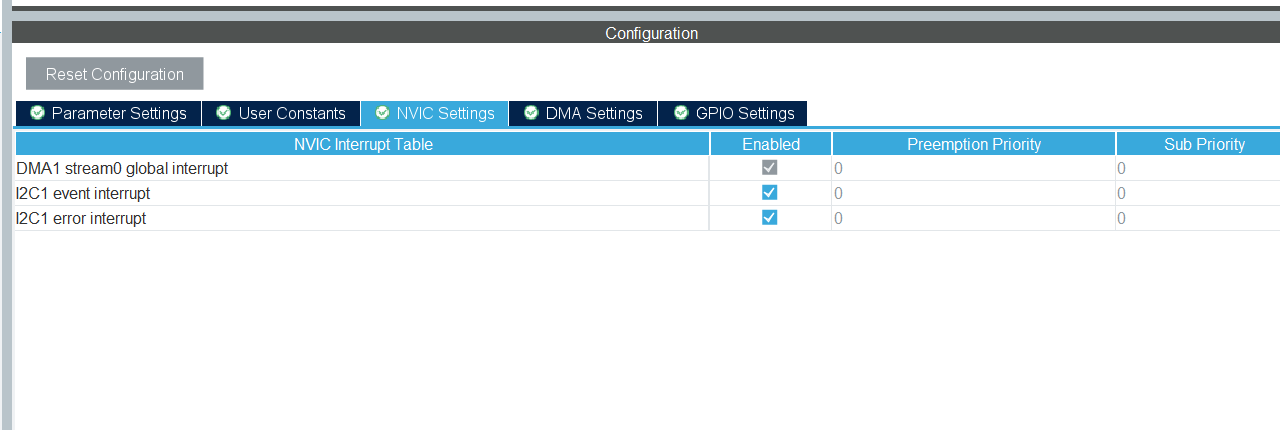 Configuration
Reset Configuration
Parameter Settings User Constants NVIC Settings DMA Settings GPIO Settings
NVIC Interrupt Table Enabled Preemption Priority Sub Priority
DMA1 stream0 global interrupt 0 0
I2C1 event interrupt 0 0
I2C1 error interrupt 0 0